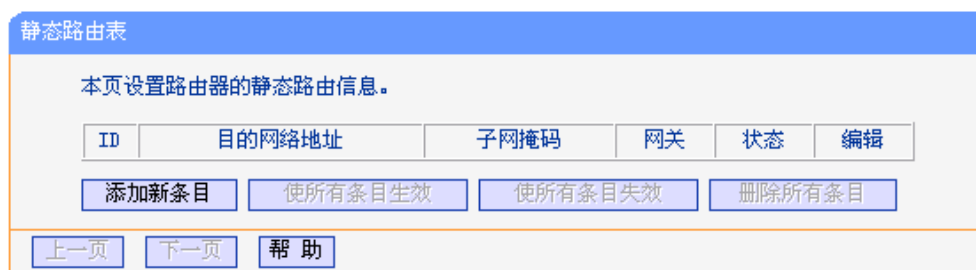 静态路由表
本页设置路由器的静态路由信息。
ID 目的网络地址 子网掩码 网关 状态 编辑
添加新条目 使所有条目生效 使所有条目失效 删除所有条目
上一页 下一页 帮 助